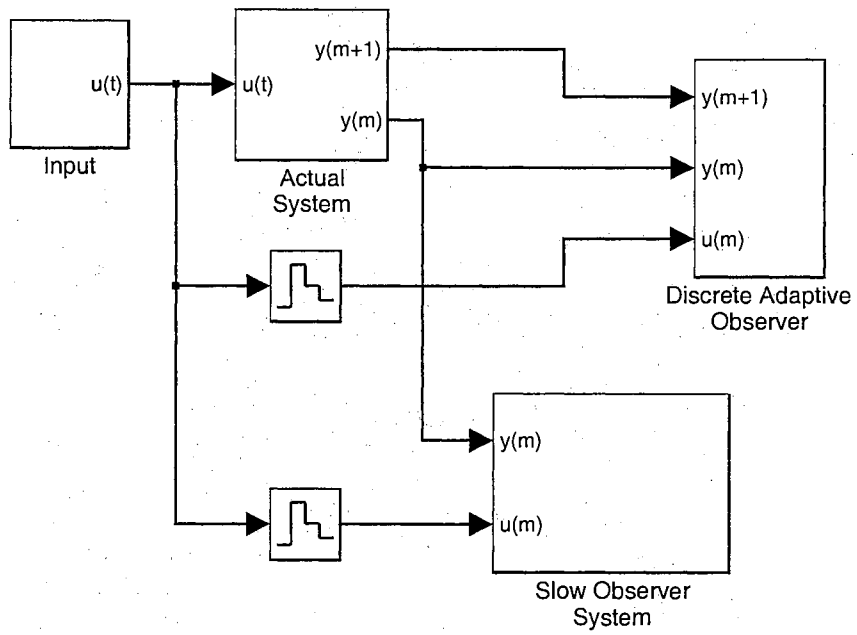 u(t)
Input
u(t)
y(m+1)
y(m)
Actual
System
y(m+1)
y(m)
u(m)
Discrete Adaptive
Observer
y(m)
u(m)
Slow Observer
System